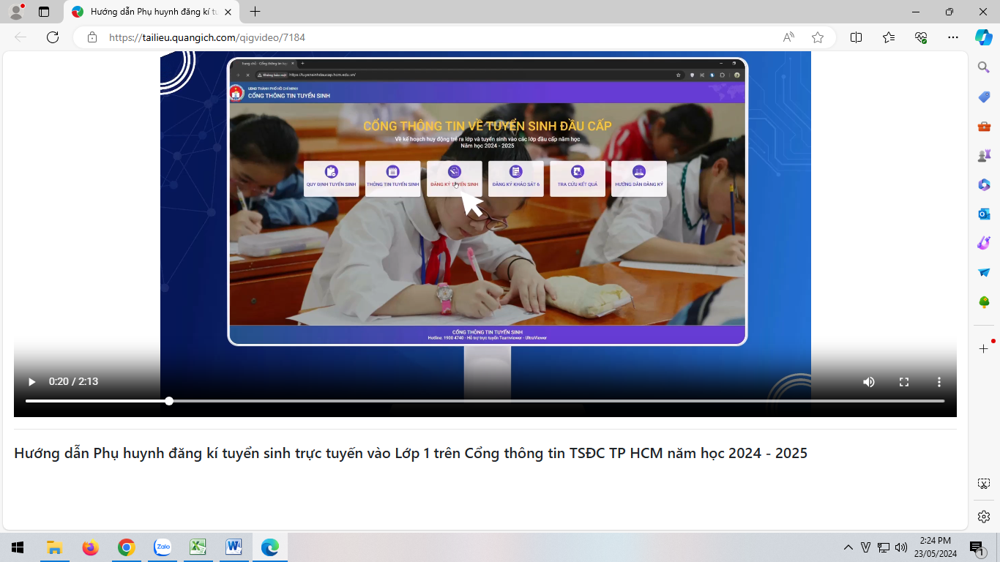 Hướng dẫn Phụ huynh đăng kí tu
https://tailieu.quangich.com/qigvideo/7184
Trang chủ - Cổng thông tin tuy
Không bảo mật https://tuyensinhdaucap.hcm.edu.vn/
UBND THÀNH PHỐ HỒ CHÍ MINH
CỔNG THÔNG TIN TUYỂN SINH
CỔNG THÔNG TIN VỀ TUYỂN SINH ĐẦU CẤP
Về kế hoạch huy động trẻ ra lớp và tuyển sinh vào các lớp đầu cấp năm học
Năm học 2024 - 2025
QUY ĐỊNH TUYỂN SINH THÔNG TIN TUYỂN SINH ĐĂNG KÝ TUYỂN SINH ĐĂNG KÝ KHẢO SÁT 6 TRA CỨU KẾT QUẢ HƯỚNG DẪN ĐĂNG KÝ
CỔNG THÔNG TIN TUYỂN SINH
Hotline: 1900 4740 - Hỗ trợ trực tuyến Teamviewer - UltraViewer
0:20 / 2:13
Hướng dẫn Phụ huynh đăng kí tuyển sinh trực tuyến vào Lớp 1 trên Cổng thông tin TSĐC TP HCM năm học 2024 - 2025
Zalo
2:24 PM
23/05/2024
1